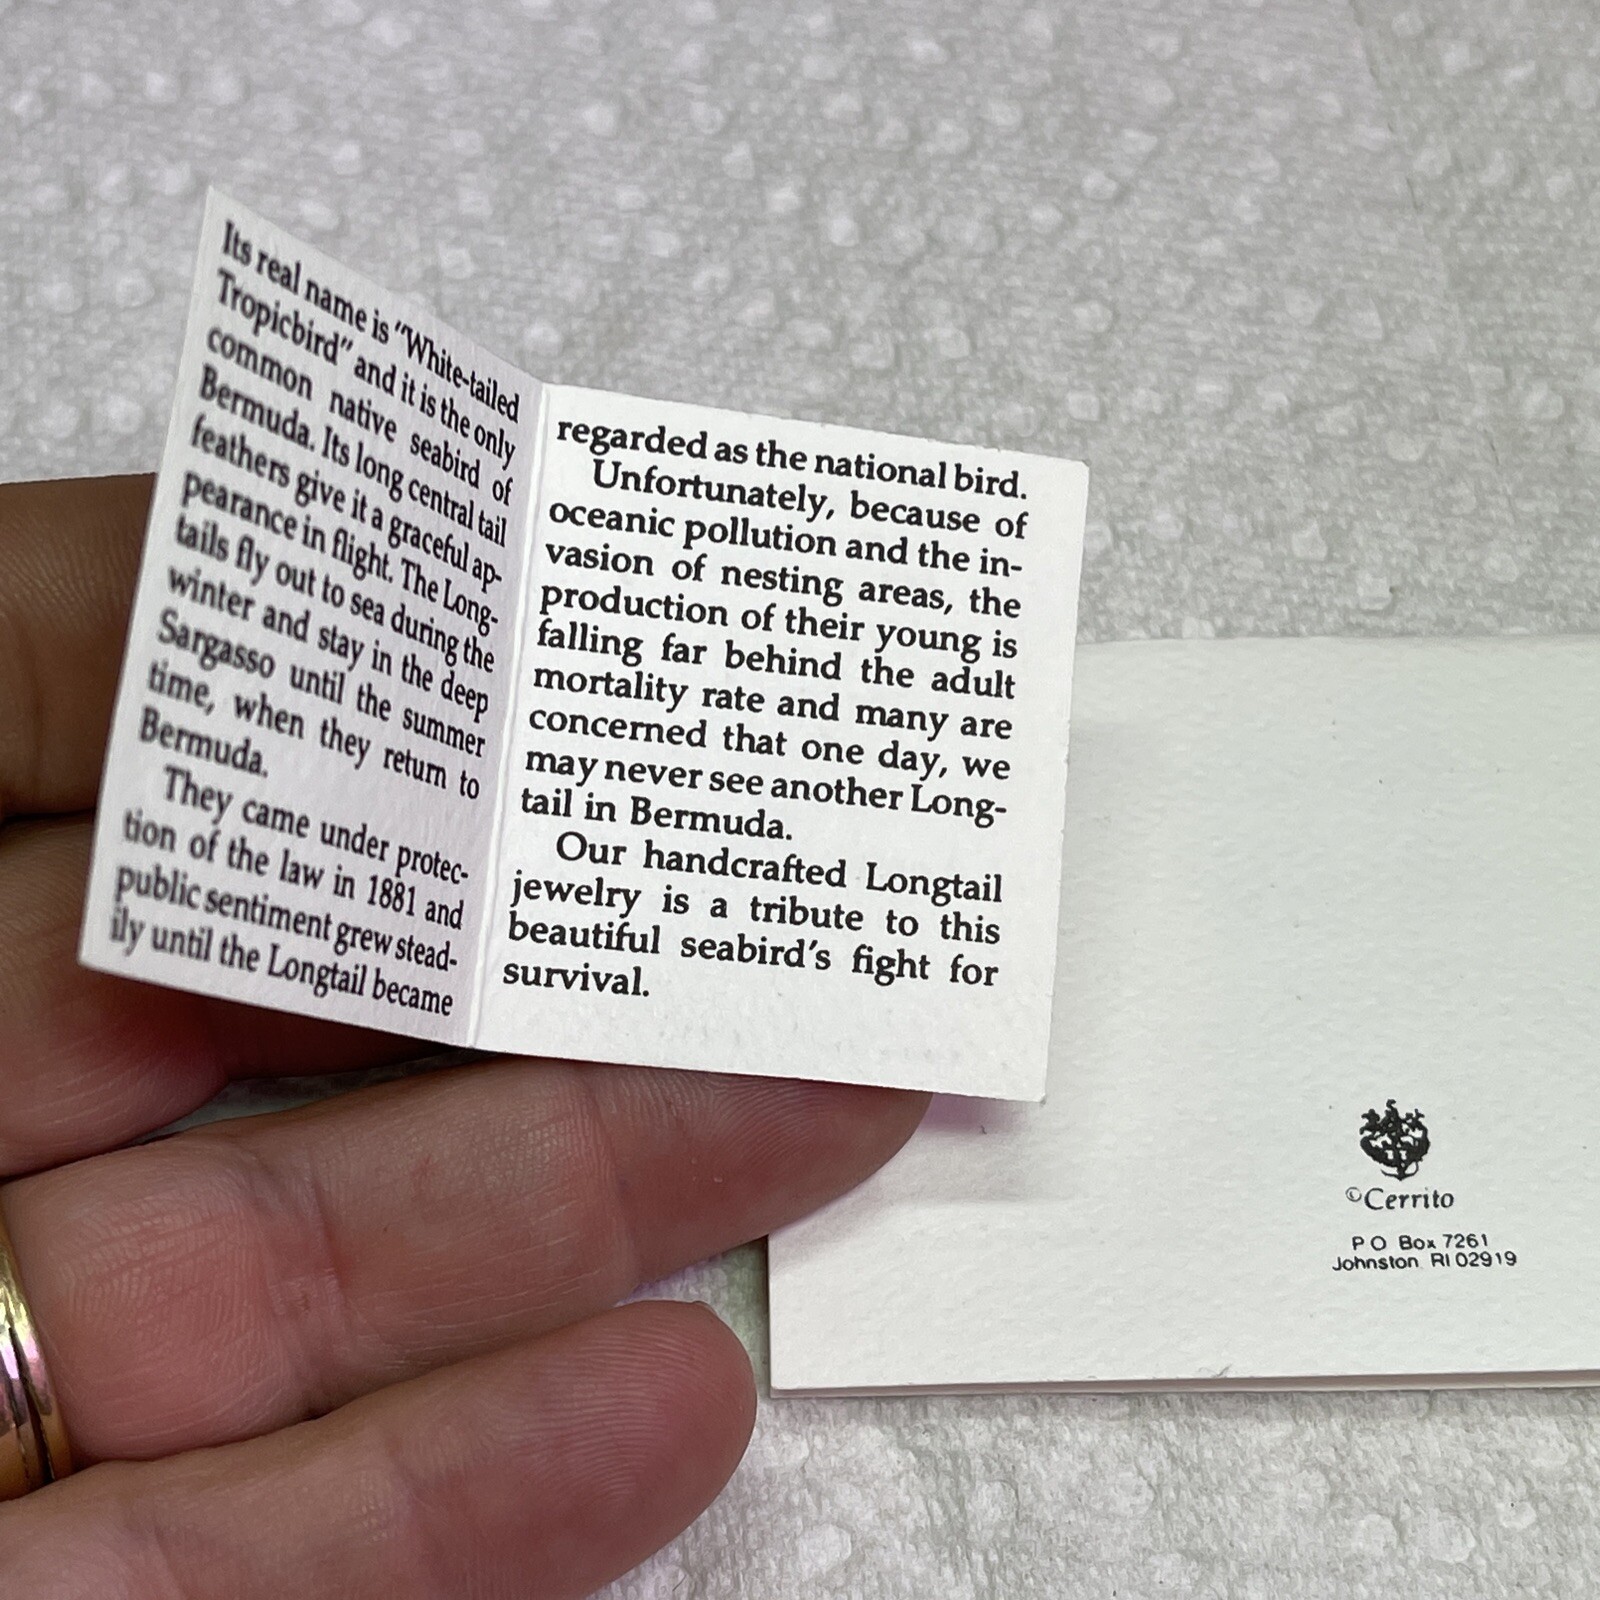 Its real name is "White-tailed
Tropicbird" and it is the only
common native seabird of
Bermuda. Its long central tail
feathers give it a graceful ap-
pearance in flight. The Long-
tails fly out to sea during the
winter and stay in the deep
Sargasso until the summer
time, when they return to
Bermuda.
They came under protec-
tion of the law in 1881 and
public sentiment grew stead-
ily until the Longtail became
regarded as the national bird.
Unfortunately, because of
oceanic pollution and the in-
vasion of nesting areas, the
production of their young is
falling far behind the adult
mortality rate and many are
concerned that one day, we
may never see another Long-
tail in Bermuda.
Our handcrafted Longtail
jewelry is a tribute to this
beautiful seabird's fight for
survival.
©Cerrito
P O Box 7261
Johnston RI 02919